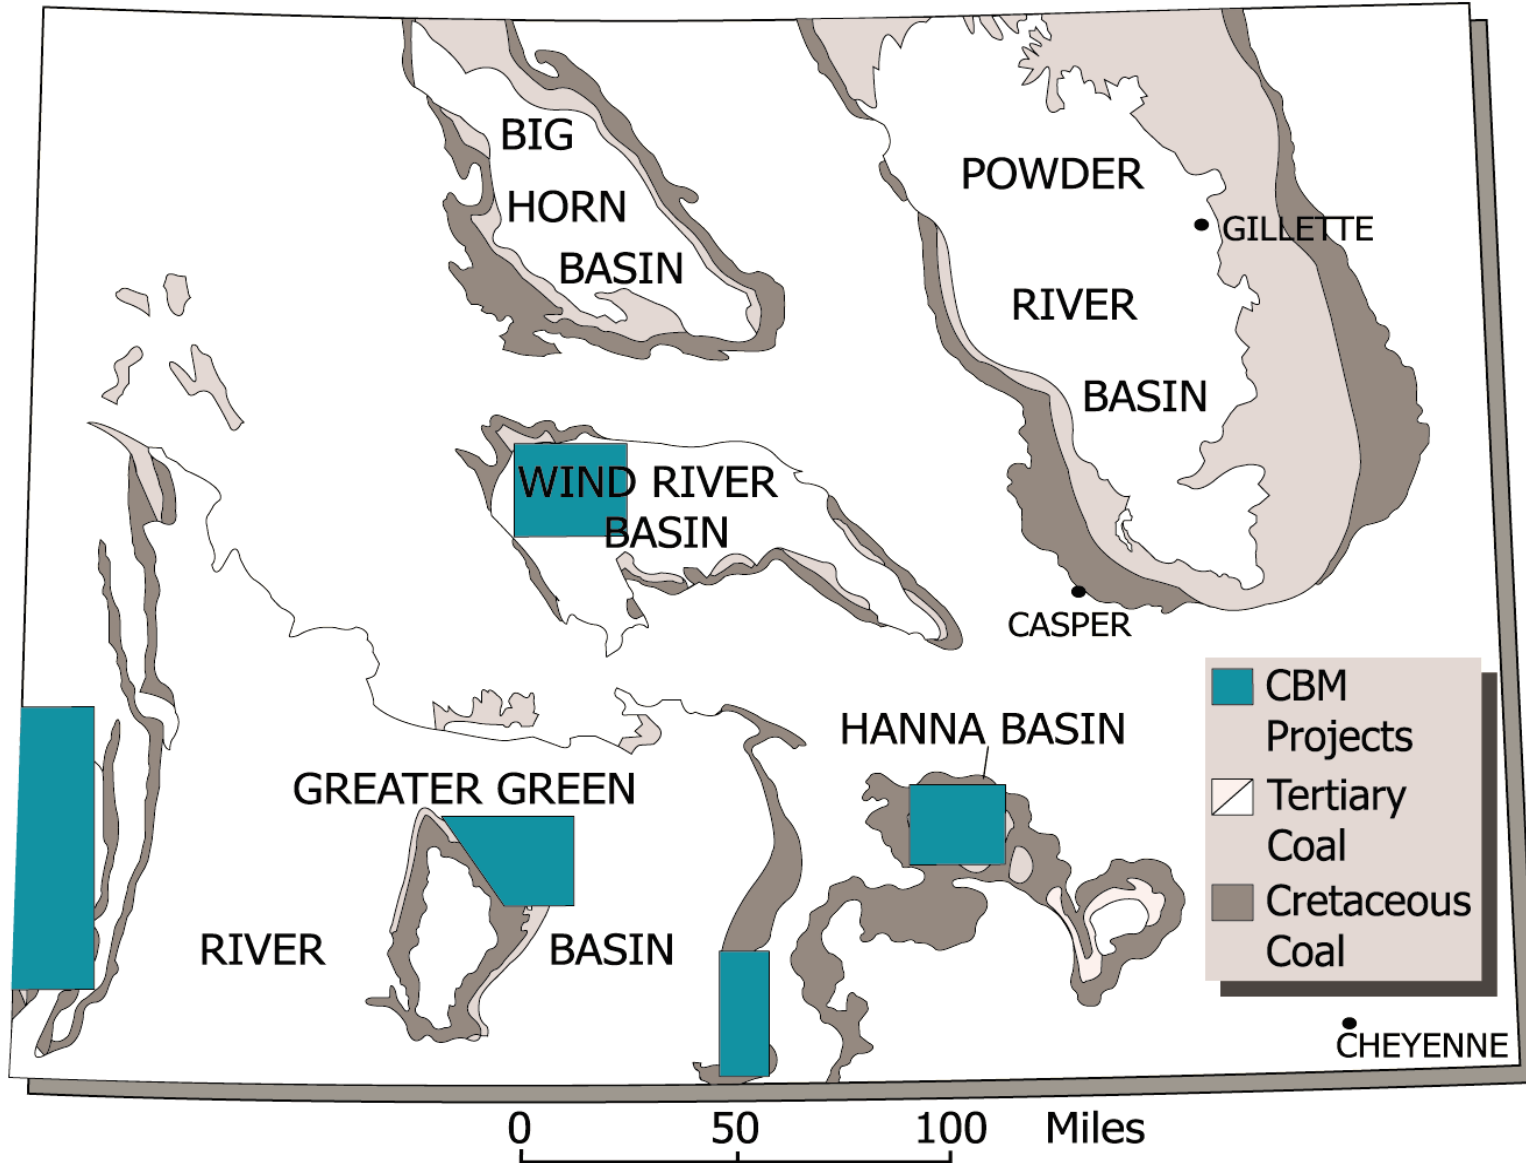 BIG
HORN
BASIN
POWDER
GILLETTE
RIVER
BASIN
WIND RIVER
BASIN
CASPER
HANNA BASIN
GREATER GREEN
RIVER
BASIN
CBM
Projects
Tertiary
Coal
Cretaceous
Coal
CHEYENNE
0 50 100 Miles